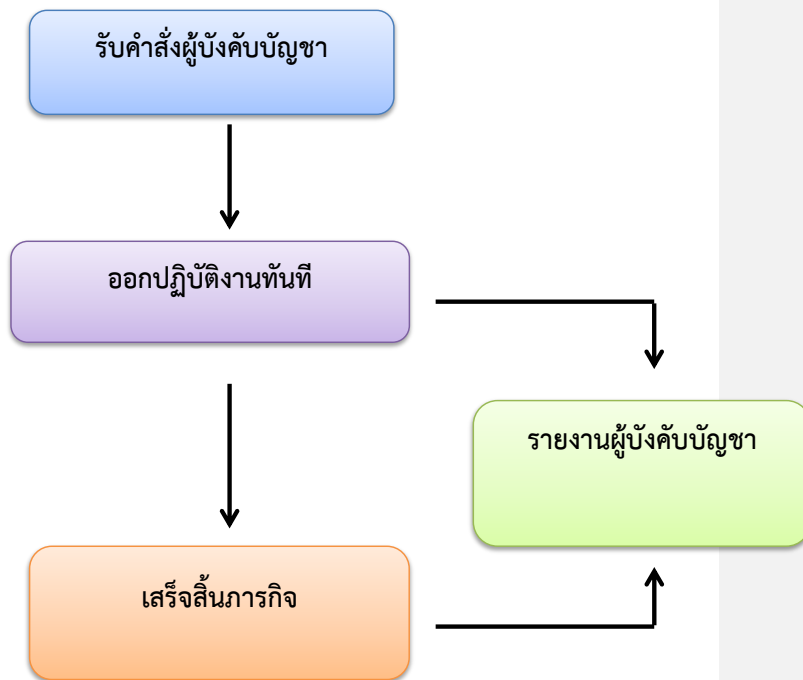 รับคำสั่งผู้บังคับบัญชา
ออกปฏิบัติงานทันที
รายงานผู้บังคับบัญชา
เสร็จสิ้นภารกิจ